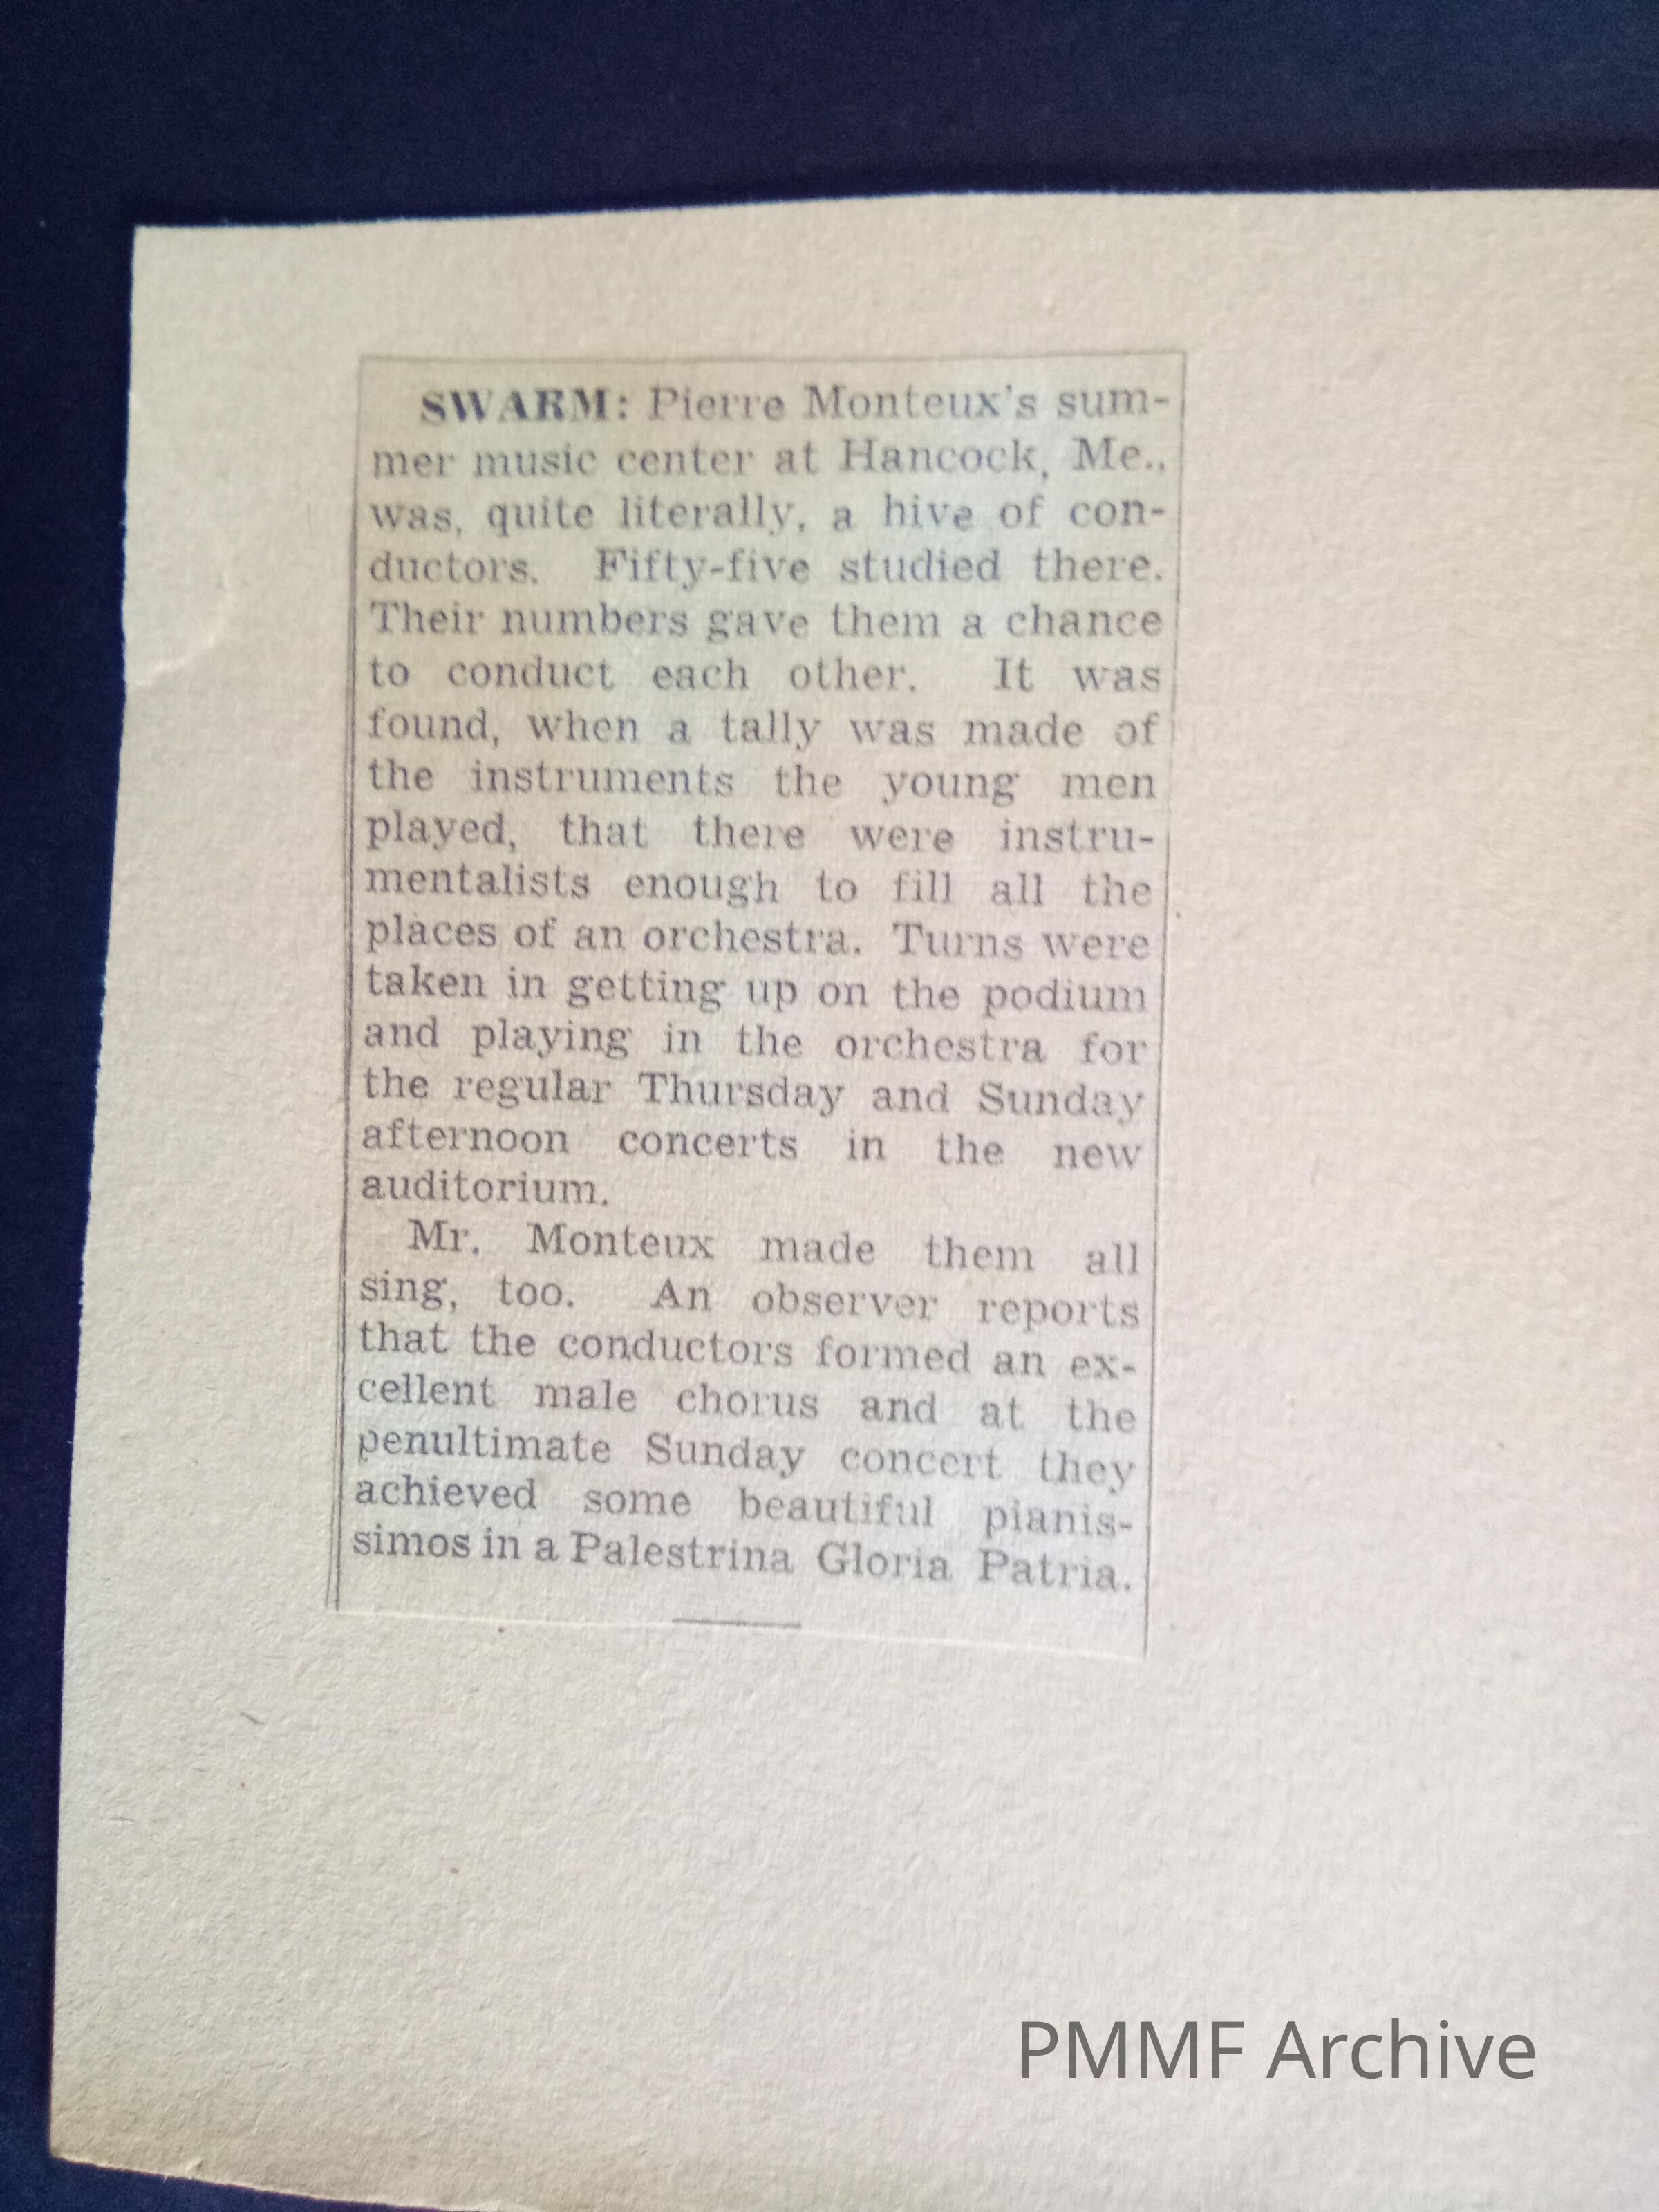 SWARM: Pierre Monteux's sum-
mer music center at Hancock, Me.,
was, quite literally, a hive of con-
ductors. Fifty-five studied there.
Their numbers gave them a chance
to conduct each other. It was
found, when a tally was made of
the instruments the young men
played, that there were instru-
mentalists enough to fill all the
places of an orchestra. Turns were
taken in getting up on the podium
and playing in the orchestra for
the regular Thursday and Sunday
afternoon concerts in the new
auditorium.
Mr. Monteux made them all
sing, too. An observer reports
that the conductors formed an ex-
cellent male chorus and at the
penultimate Sunday concert they
achieved some beautiful pianis-
simos in a Palestrina Gloria Patria.
PMMF Archive